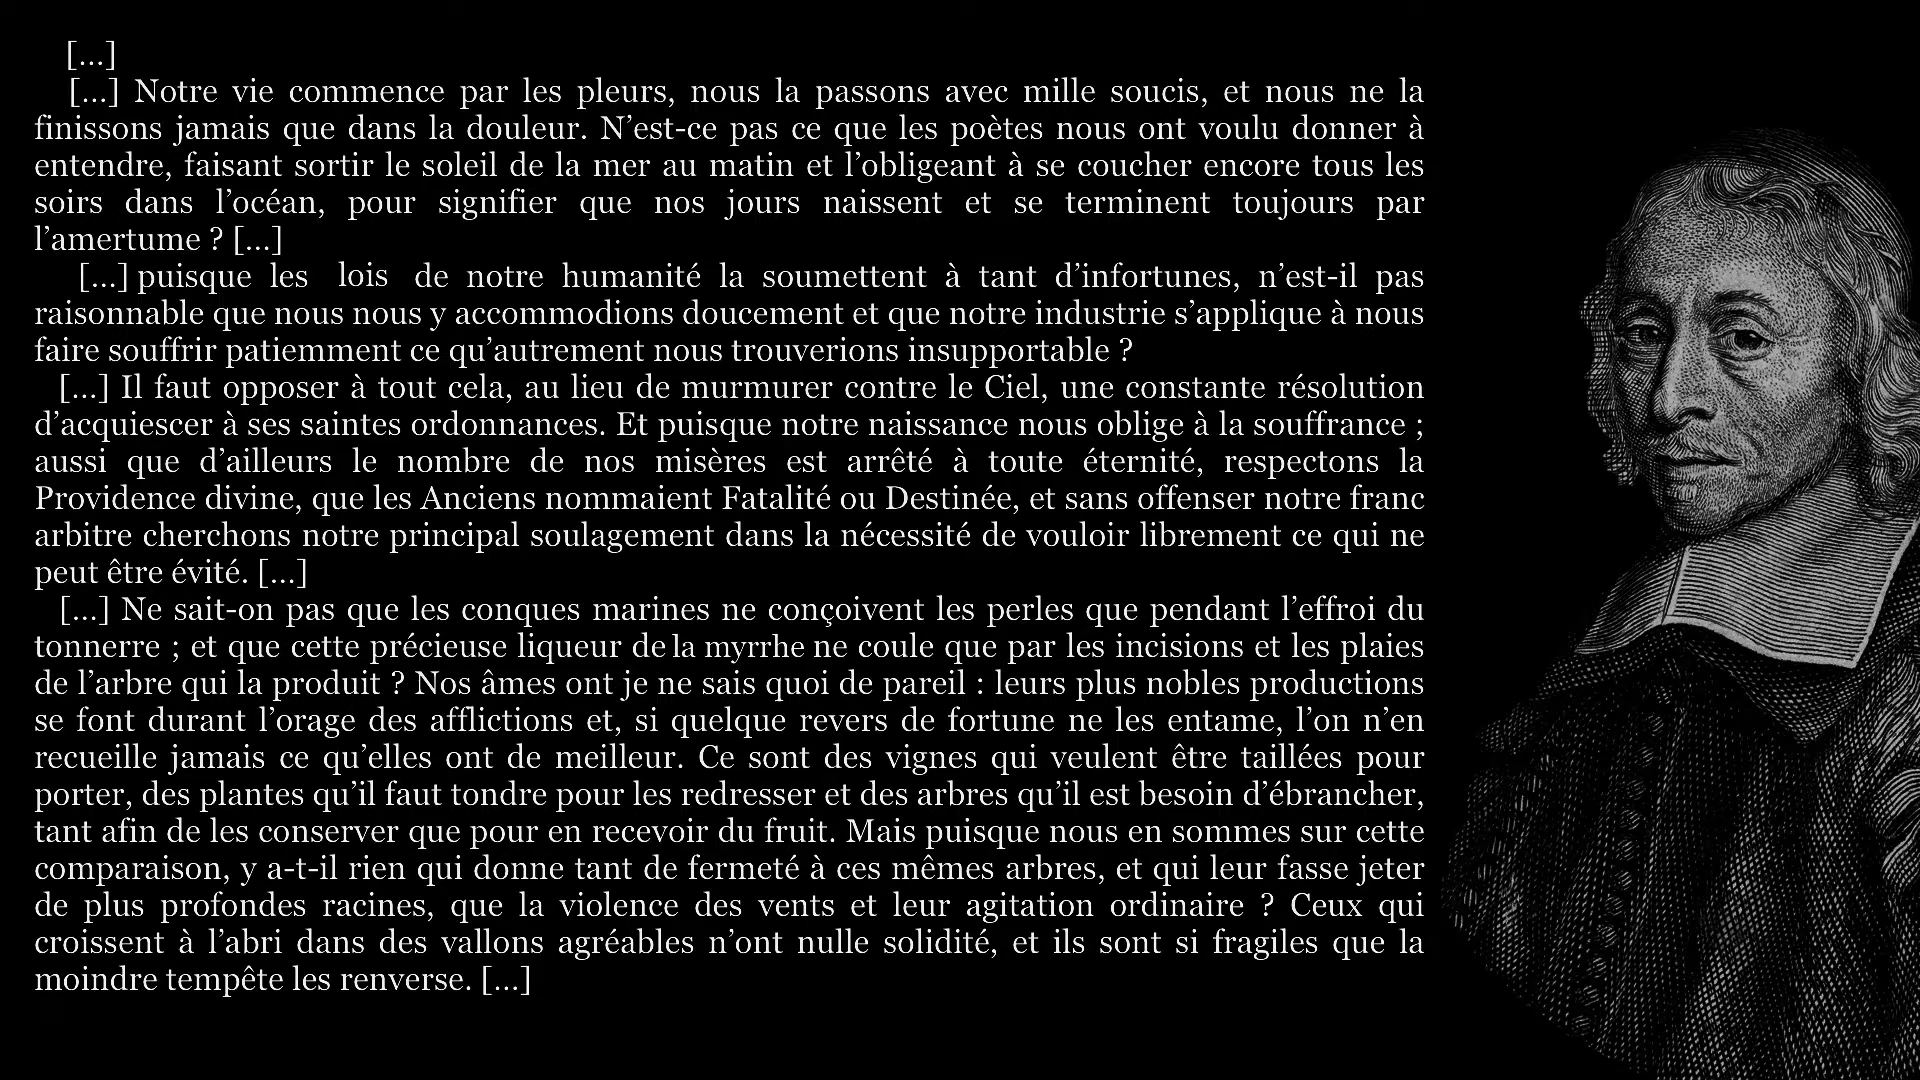 […]
[…] Notre vie commence par les pleurs, nous la passons avec mille soucis, et nous ne la
finissons jamais que dans la douleur. N’est-ce pas ce que les poètes nous ont voulu donner à
entendre, faisant sortir le soleil de la mer au matin et l’obligeant à se coucher encore tous les
soirs dans l’océan, pour signifier que nos jours naissent et se terminent toujours par
l’amertume ? […]
[…] puisque les lois de notre humanité la soumettent à tant d’infortunes, n’est-il pas
raisonnable que nous nous y accommodions doucement et que notre industrie s’applique à nous
faire souffrir patiemment ce qu’autrement nous trouverions insupportable ?
[…] Il faut opposer à tout cela, au lieu de murmurer contre le Ciel, une constante résolution
d’acquiescer à ses saintes ordonnances. Et puisque notre naissance nous oblige à la souffrance ;
aussi que d’ailleurs le nombre de nos misères est arrêté à toute éternité, respectons la
Providence divine, que les Anciens nommaient Fatalité ou Destinée, et sans offenser notre franc
arbitre cherchons notre principal soulagement dans la nécessité de vouloir librement ce qui ne
peut être évité. […]
[…] Ne sait-on pas que les conques marines ne conçoivent les perles que pendant l’effroi du
tonnerre ; et que cette précieuse liqueur de la myrrhe ne coule que par les incisions et les plaies
de l’arbre qui la produit ? Nos âmes ont je ne sais quoi de pareil : leurs plus nobles productions
se font durant l’orage des afflictions et, si quelque revers de fortune ne les entame, l’on n’en
recueille jamais ce qu’elles ont de meilleur. Ce sont des vignes qui veulent être taillées pour
porter, des plantes qu’il faut tondre pour les redresser et des arbres qu’il est besoin d’ébrancher,
tant afin de les conserver que pour en recevoir du fruit. Mais puisque nous en sommes sur cette
comparaison, y a-t-il rien qui donne tant de fermeté à ces mêmes arbres, et qui leur fasse jeter
de plus profondes racines, que la violence des vents et leur agitation ordinaire ? Ceux qui
croissent à l’abri dans des vallons agréables n’ont nulle solidité, et ils sont si fragiles que la
moindre tempête les renverse. […]